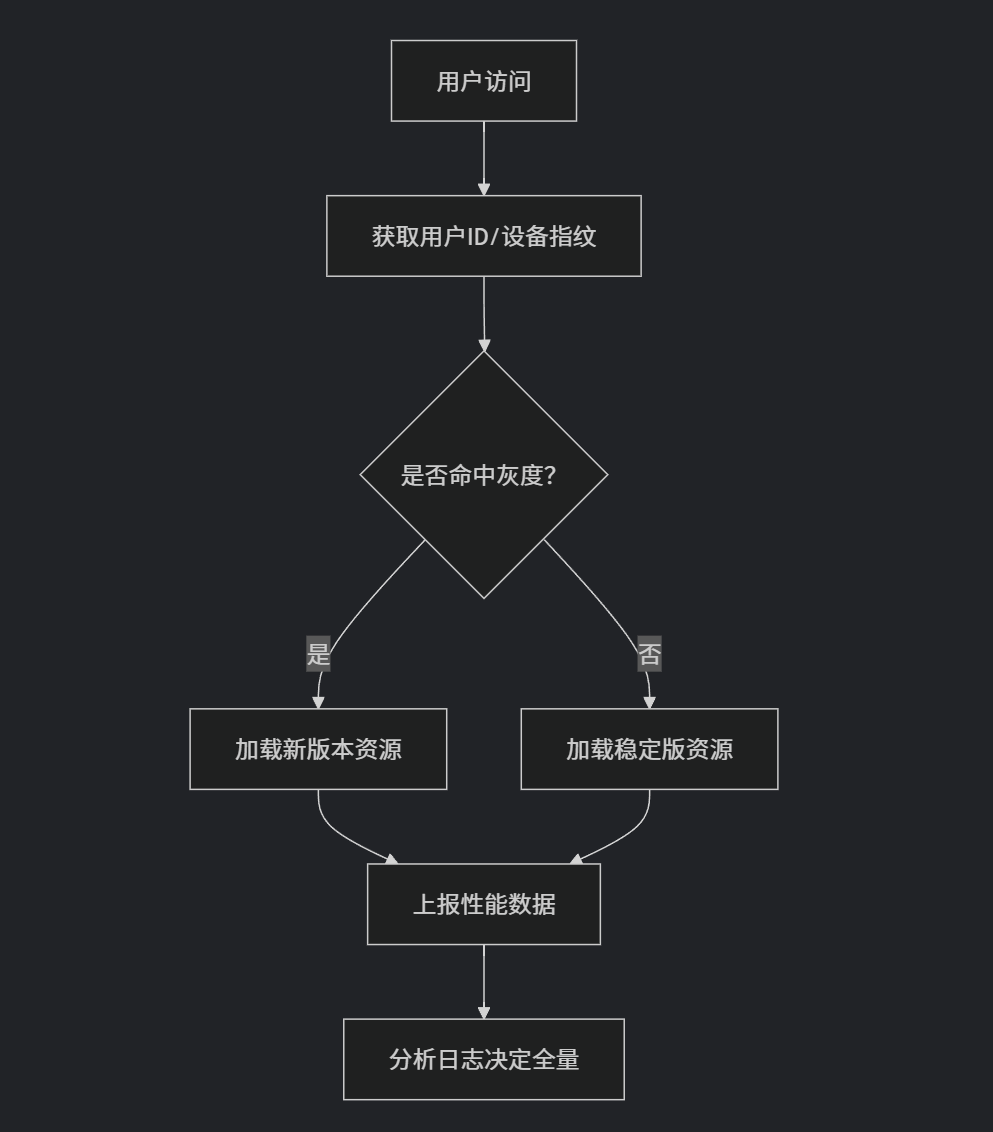 用户访问
获取用户ID/设备指纹
是否命中灰度？
是
否
加载新版本资源
加载稳定版资源
上报性能数据
分析日志决定全量